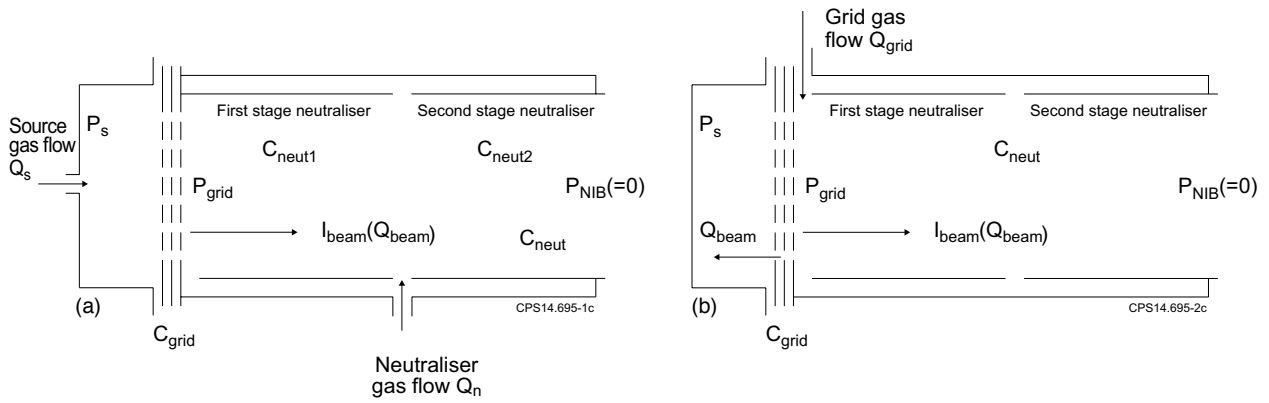 First stage neutraliser
Second stage neutraliser
Source
gas flow
Qs
Ps
Cneut1
Cneut2
Pgrid
PNIB(=0)
Ibeam(Qbeam)
Cneut
(a)
CPS14.695-1c
Cgrid
Neutraliser
gas flow Qn
Grid gas
flow Qgrid
First stage neutraliser
Second stage neutraliser
Ps
Cneut
Pgrid
PNIB(=0)
Qbeam
Ibeam(Qbeam)
(b)
CPS14.695-2c
Cgrid